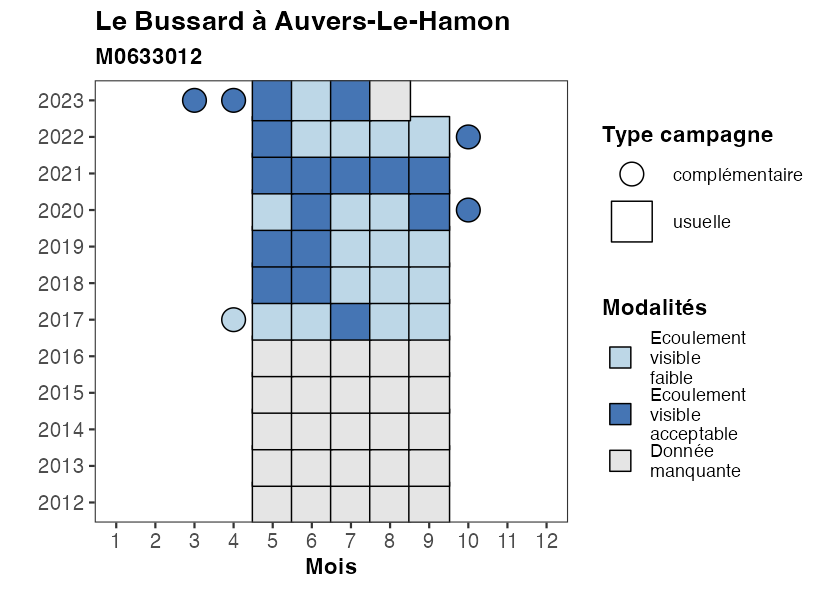 Le Bussard à Auvers-Le-Hamon
M0633012
2023
2022
2021
2020
2019
2018
2017
2016
2015
2014
2013
2012
1 2 3 4 5 6 7 8 9 10 11 12
Mois
Type campagne
complémentaire
usuelle
Modalités
Ecoulement
visible
faible
Ecoulement
visible
acceptable
Donnée
manquante